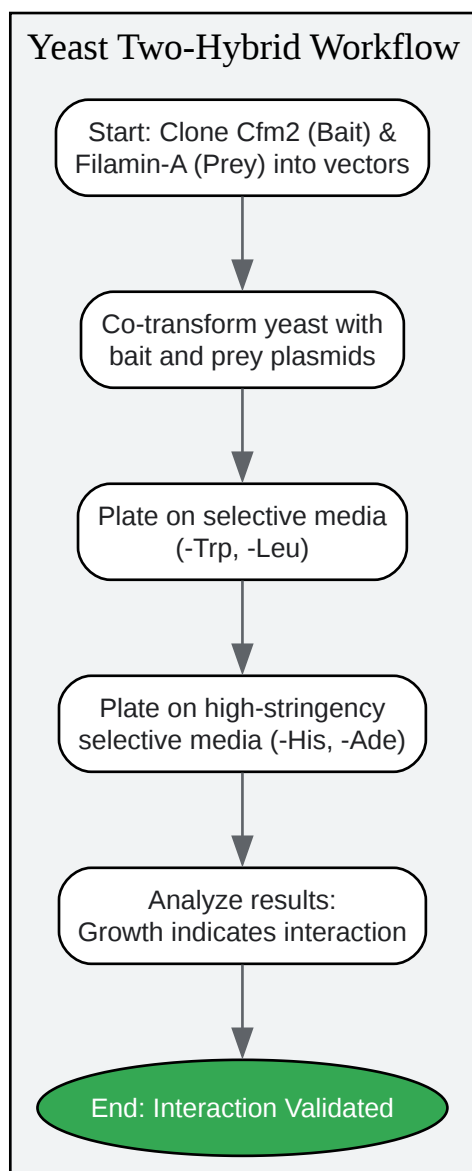 Yeast Two-Hybrid Workflow
Start: Clone Cfm2 (Bait) &
Filamin-A (Prey) into vectors
Co-transform yeast with
bait and prey plasmids
Plate on selective media
(-Trp, -Leu)
Plate on high-stringency
selective media (-His, -Ade)
Analyze results:
Growth indicates interaction
End: Interaction Validated